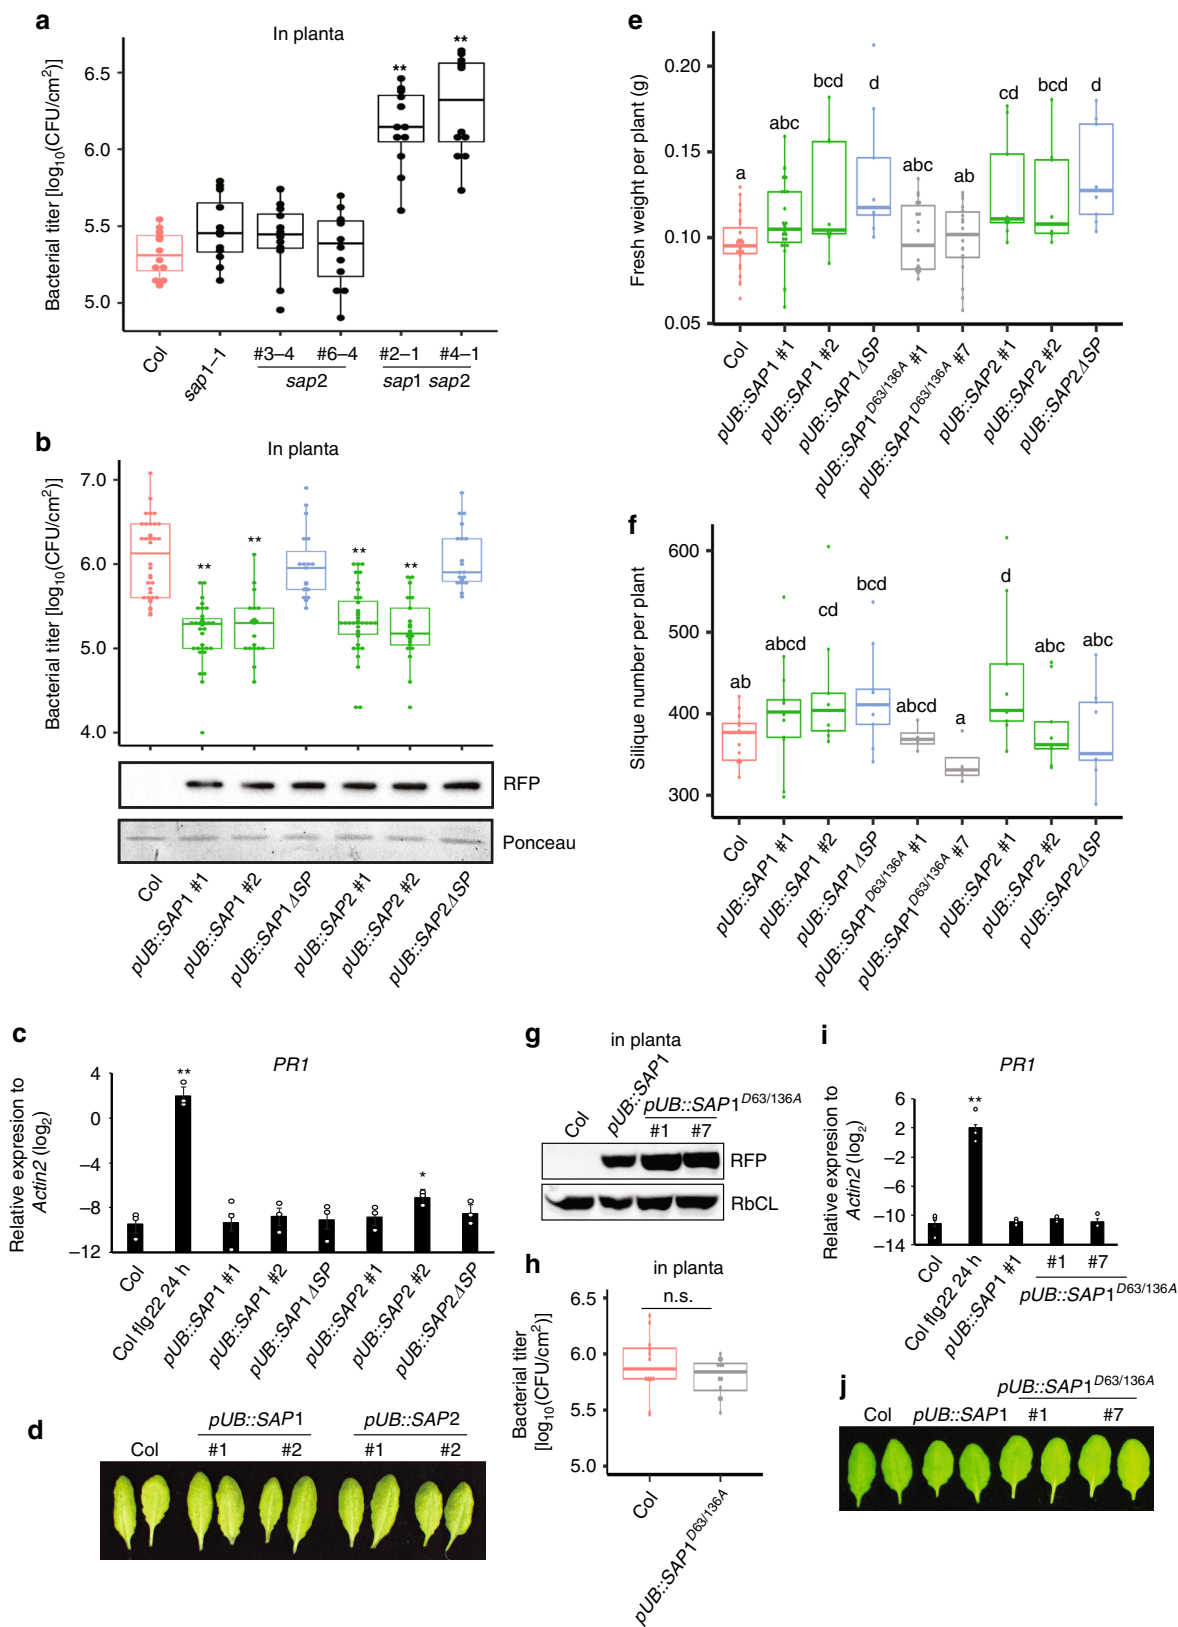 a
In planta
Bacterial titer [log10(CFU/cm²)]
6.5
6.0
5.5
5.0
**
**
Col
sap1–1
#3–4
#6–4
#2–1
#4–1
sap2
sap1 sap2
b
In planta
Bacterial titer [log10(CFU/cm²)]
7.0
6.0
5.0
4.0
**
**
**
**
RFP
Ponceau
Col
pUB::SAP1 #1
pUB::SAP1 #2
pUB::SAP1ΔSP
pUB::SAP2 #1
pUB::SAP2 #2
pUB::SAP2ΔSP
c
PR1
Relative expresion to
Actin2 (log2)
4
0
−4
−8
−12
**
*
Col
Col flg22 24 h
pUB::SAP1 #1
pUB::SAP1 #2
pUB::SAP1ΔSP
pUB::SAP2 #1
pUB::SAP2 #2
pUB::SAP2ΔSP
d
pUB::SAP1
pUB::SAP2
Col
#1
#2
#1
#2
e
Fresh weight per plant (g)
0.20
0.15
0.10
0.05
a
abc
bcd
d
abc
ab
cd
bcd
d
Col
pUB::SAP1 #1
pUB::SAP1 #2
pUB::SAP1ΔSP
pUB::SAP1D63/136A #1
pUB::SAP1D63/136A #7
pUB::SAP2 #1
pUB::SAP2 #2
pUB::SAP2ΔSP
f
Silique number per plant
600
500
400
300
ab
abcd
cd
bcd
abcd
a
d
abc
abc
Col
pUB::SAP1 #1
pUB::SAP1 #2
pUB::SAP1ΔSP
pUB::SAP1D63/136A #1
pUB::SAP1D63/136A #7
pUB::SAP2 #1
pUB::SAP2 #2
pUB::SAP2ΔSP
g
in planta
Col
pUB::SAP1
pUB::SAP1D63/136A
#1
#7
RFP
RbCL
h
in planta
n.s.
Bacterial titer
[log10(CFU/cm²)]
6.5
6.0
5.5
5.0
Col
pUB::SAP1D63/136A
i
PR1
Relative expresion to
Actin2 (log2)
6
2
−2
−6
−10
−14
**
Col
Col flg22 24 h
pUB::SAP1 #1
#1
#7
pUB::SAP1D63/136A
j
pUB::SAP1D63/136A
Col
pUB::SAP1
#1
#7